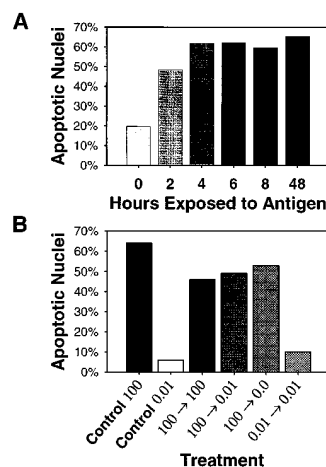 A
Apoptotic Nuclei
70%
60%
50%
40%
30%
20%
10%
0%
0 2 4 6 8 48
Hours Exposed to Antigen
B
Apoptotic Nuclei
70%
60%
50%
40%
30%
20%
10%
0%
Control 100
Control 0.01
100 → 100
100 → 0.01
100 → 0.0
0.01 → 0.01
Treatment